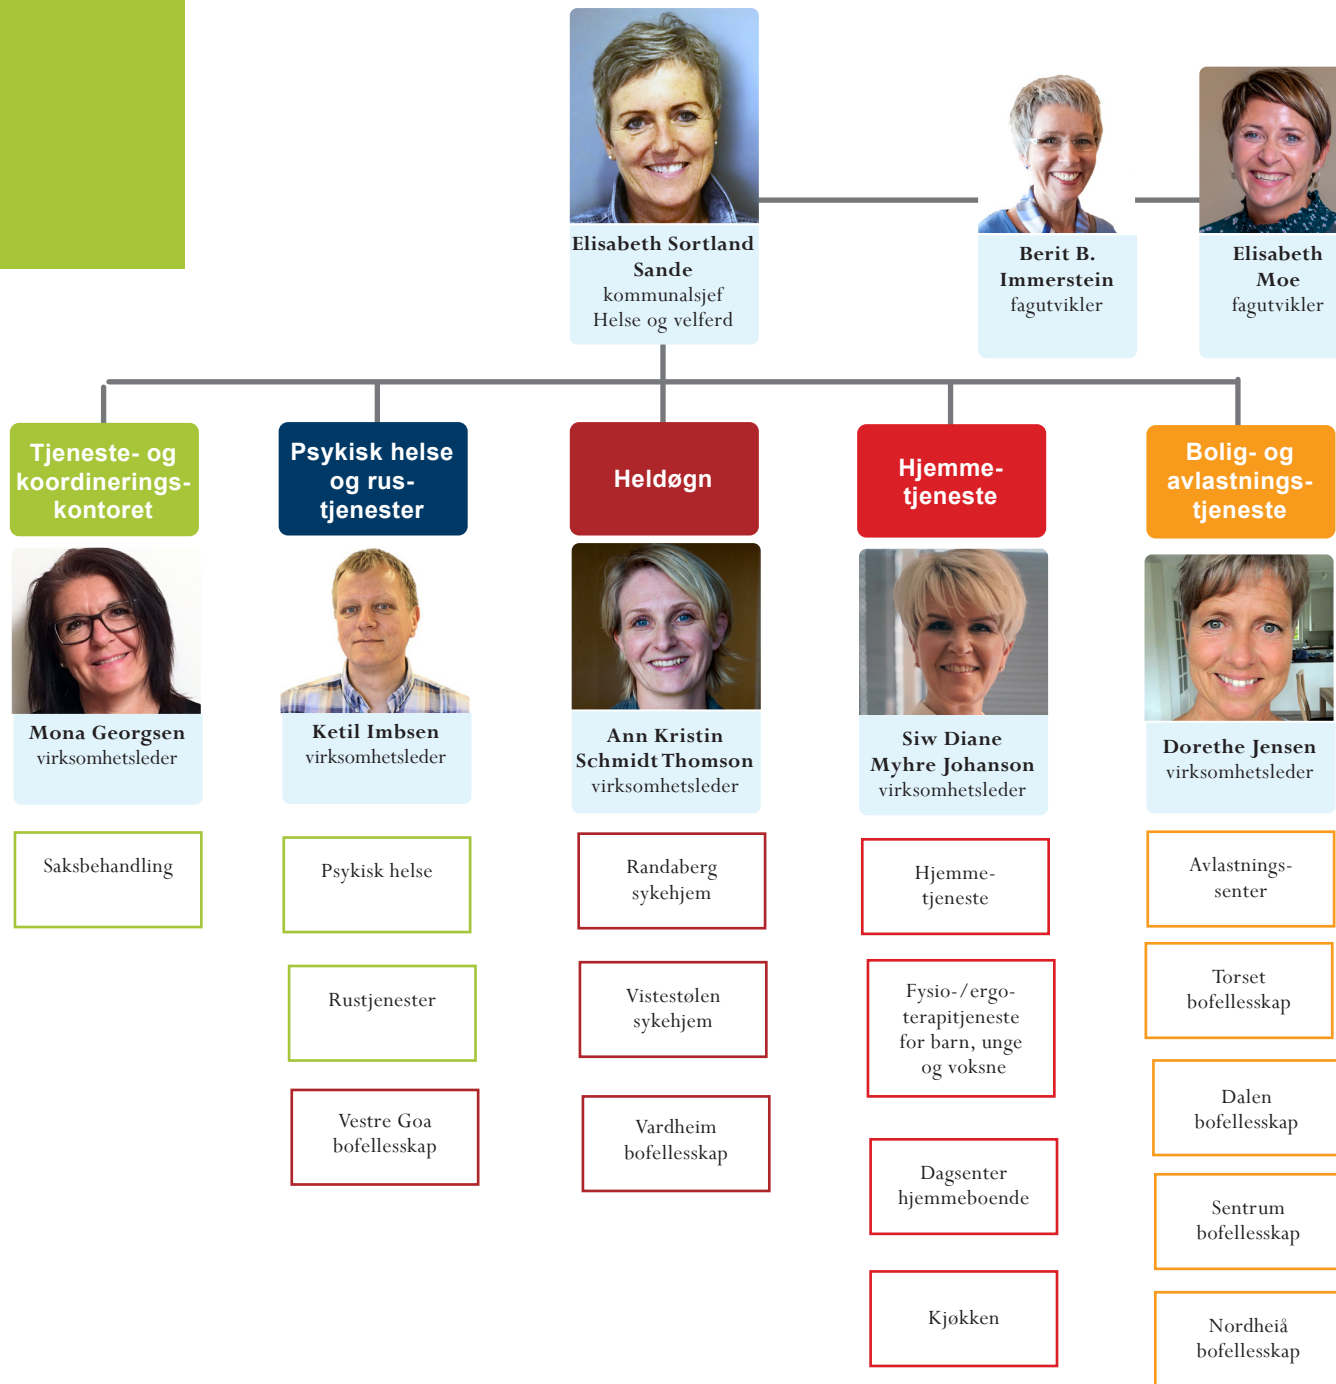 Elisabeth Sortland
Sande
kommunalsjef
Helse og velferd
Berit B.
Immerstein
fagutvikler
Elisabeth
Moe
fagutvikler
Tjeneste- og
koordinerings-
kontoret
Psykisk helse
og rus-
tjenester
Heldøgn
Hjemme-
tjeneste
Bolig- og
avlastnings-
tjeneste
Mona Georgsen
virksomhetsleder
Ketil Imbsen
virksomhetsleder
Ann Kristin
Schmidt Thomson
virksomhetsleder
Siw Diane
Myhre Johanson
virksomhetsleder
Dorethe Jensen
virksomhetsleder
Saksbehandling
Psykisk helse
Rustjenester
Vestre Goa
bofellesskap
Randaberg
sykehjem
Vistestølen
sykehjem
Vardheim
bofellesskap
Hjemme-
tjeneste
Fysio-/ergo-
terapitjeneste
for barn, unge
og voksne
Dagsenter
hjemmeboende
Kjøkken
Avlastnings-
senter
Torset
bofellesskap
Dalen
bofellesskap
Sentrum
bofellesskap
Nordheiå
bofellesskap